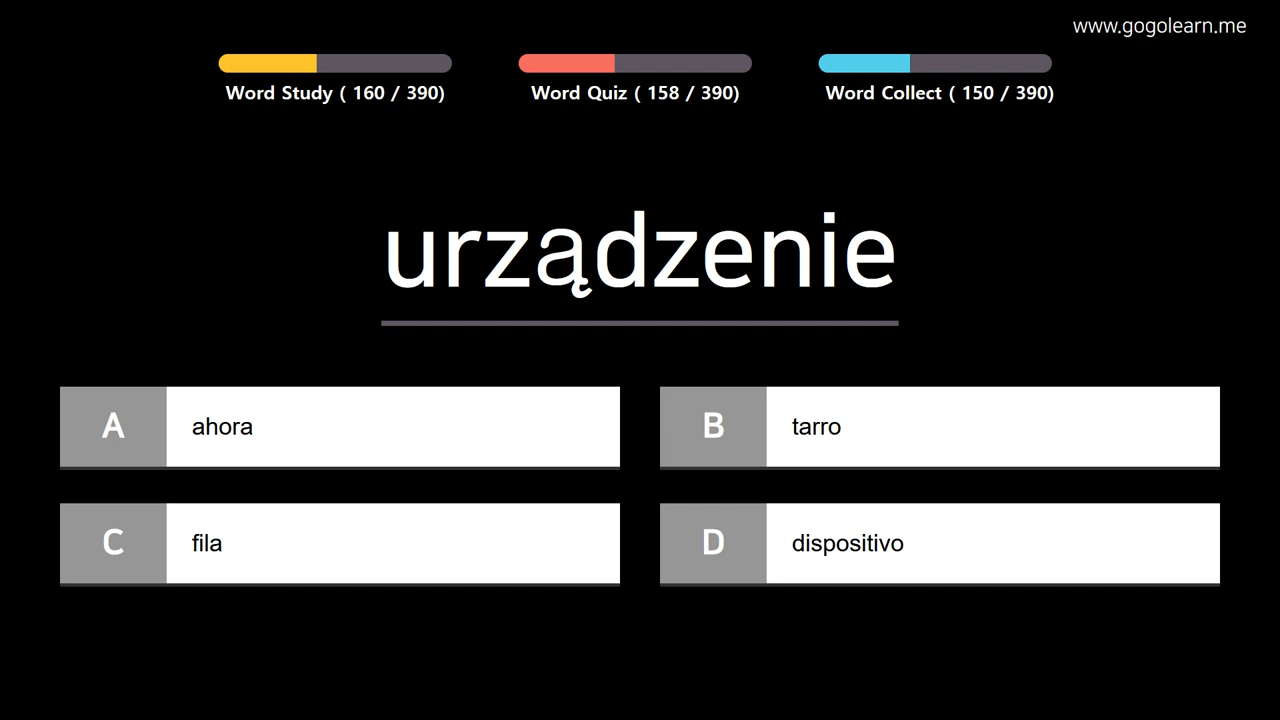 www.gogolearn.me
Word Study ( 160 / 390)
Word Quiz ( 158 / 390)
Word Collect ( 150 / 390)
urządzenie
A ahora
B tarro
C fila
D dispositivo